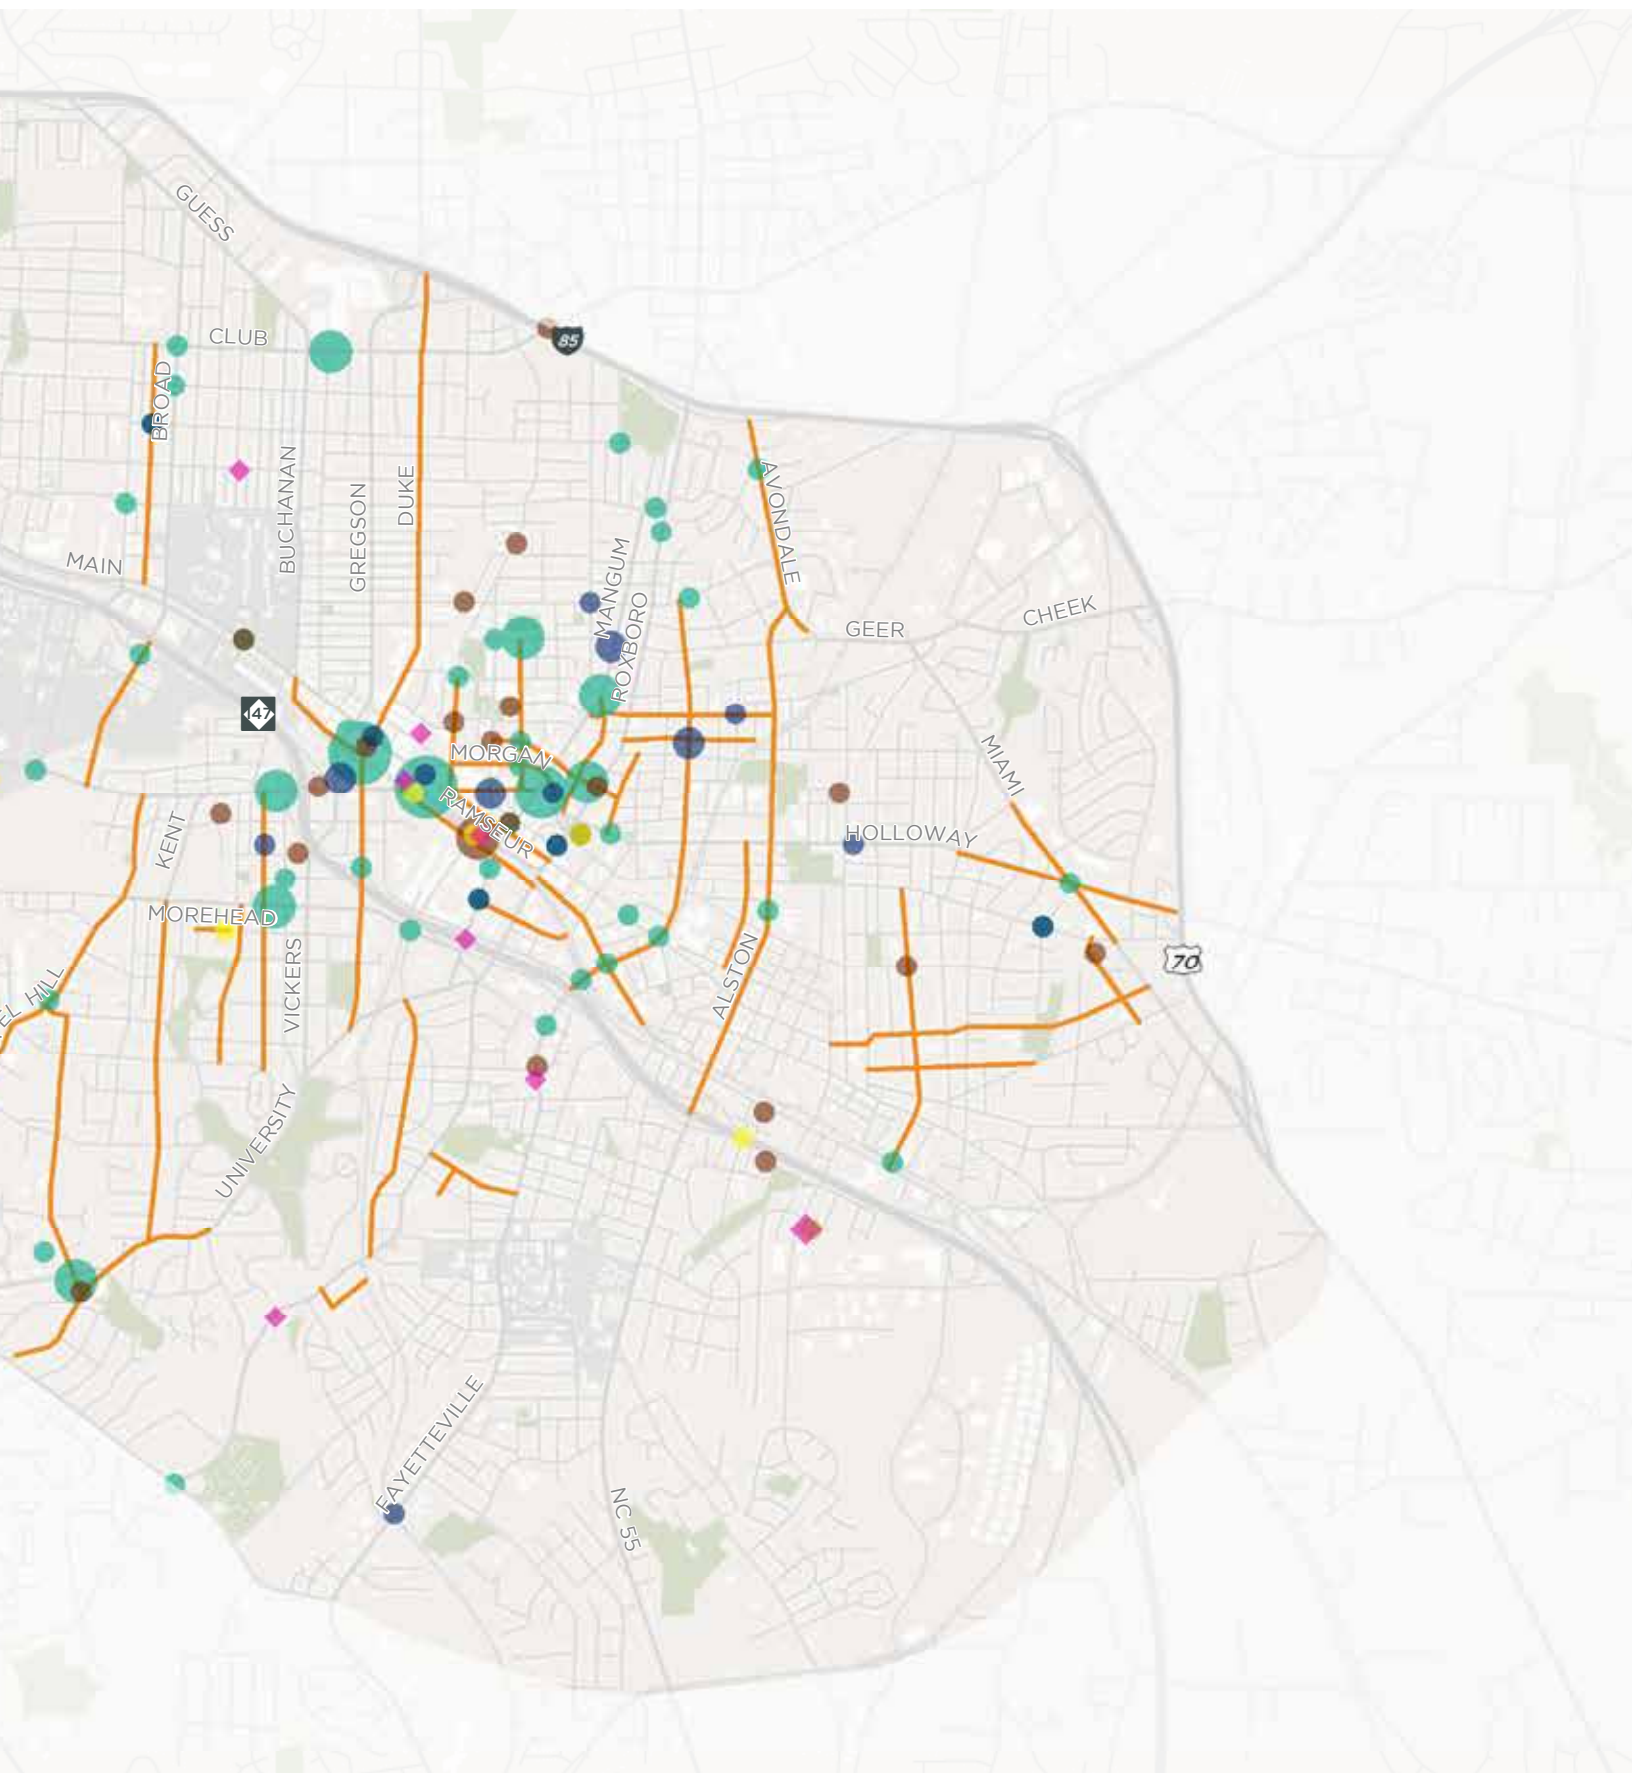 GUESS
CLUB
85
BROAD
BUCHANAN
GREGSON
DUKE
AVONDALE
MAIN
MANGUM
ROXBORO
GEER
CHEEK
147
MORGAN
MIAMI
RAMSEUR
HOLLOWAY
KENT
MOREHEAD
VICKERS
ALSTON
70
EL HILL
UNIVERSITY
FAYETTEVILLE
NC 55